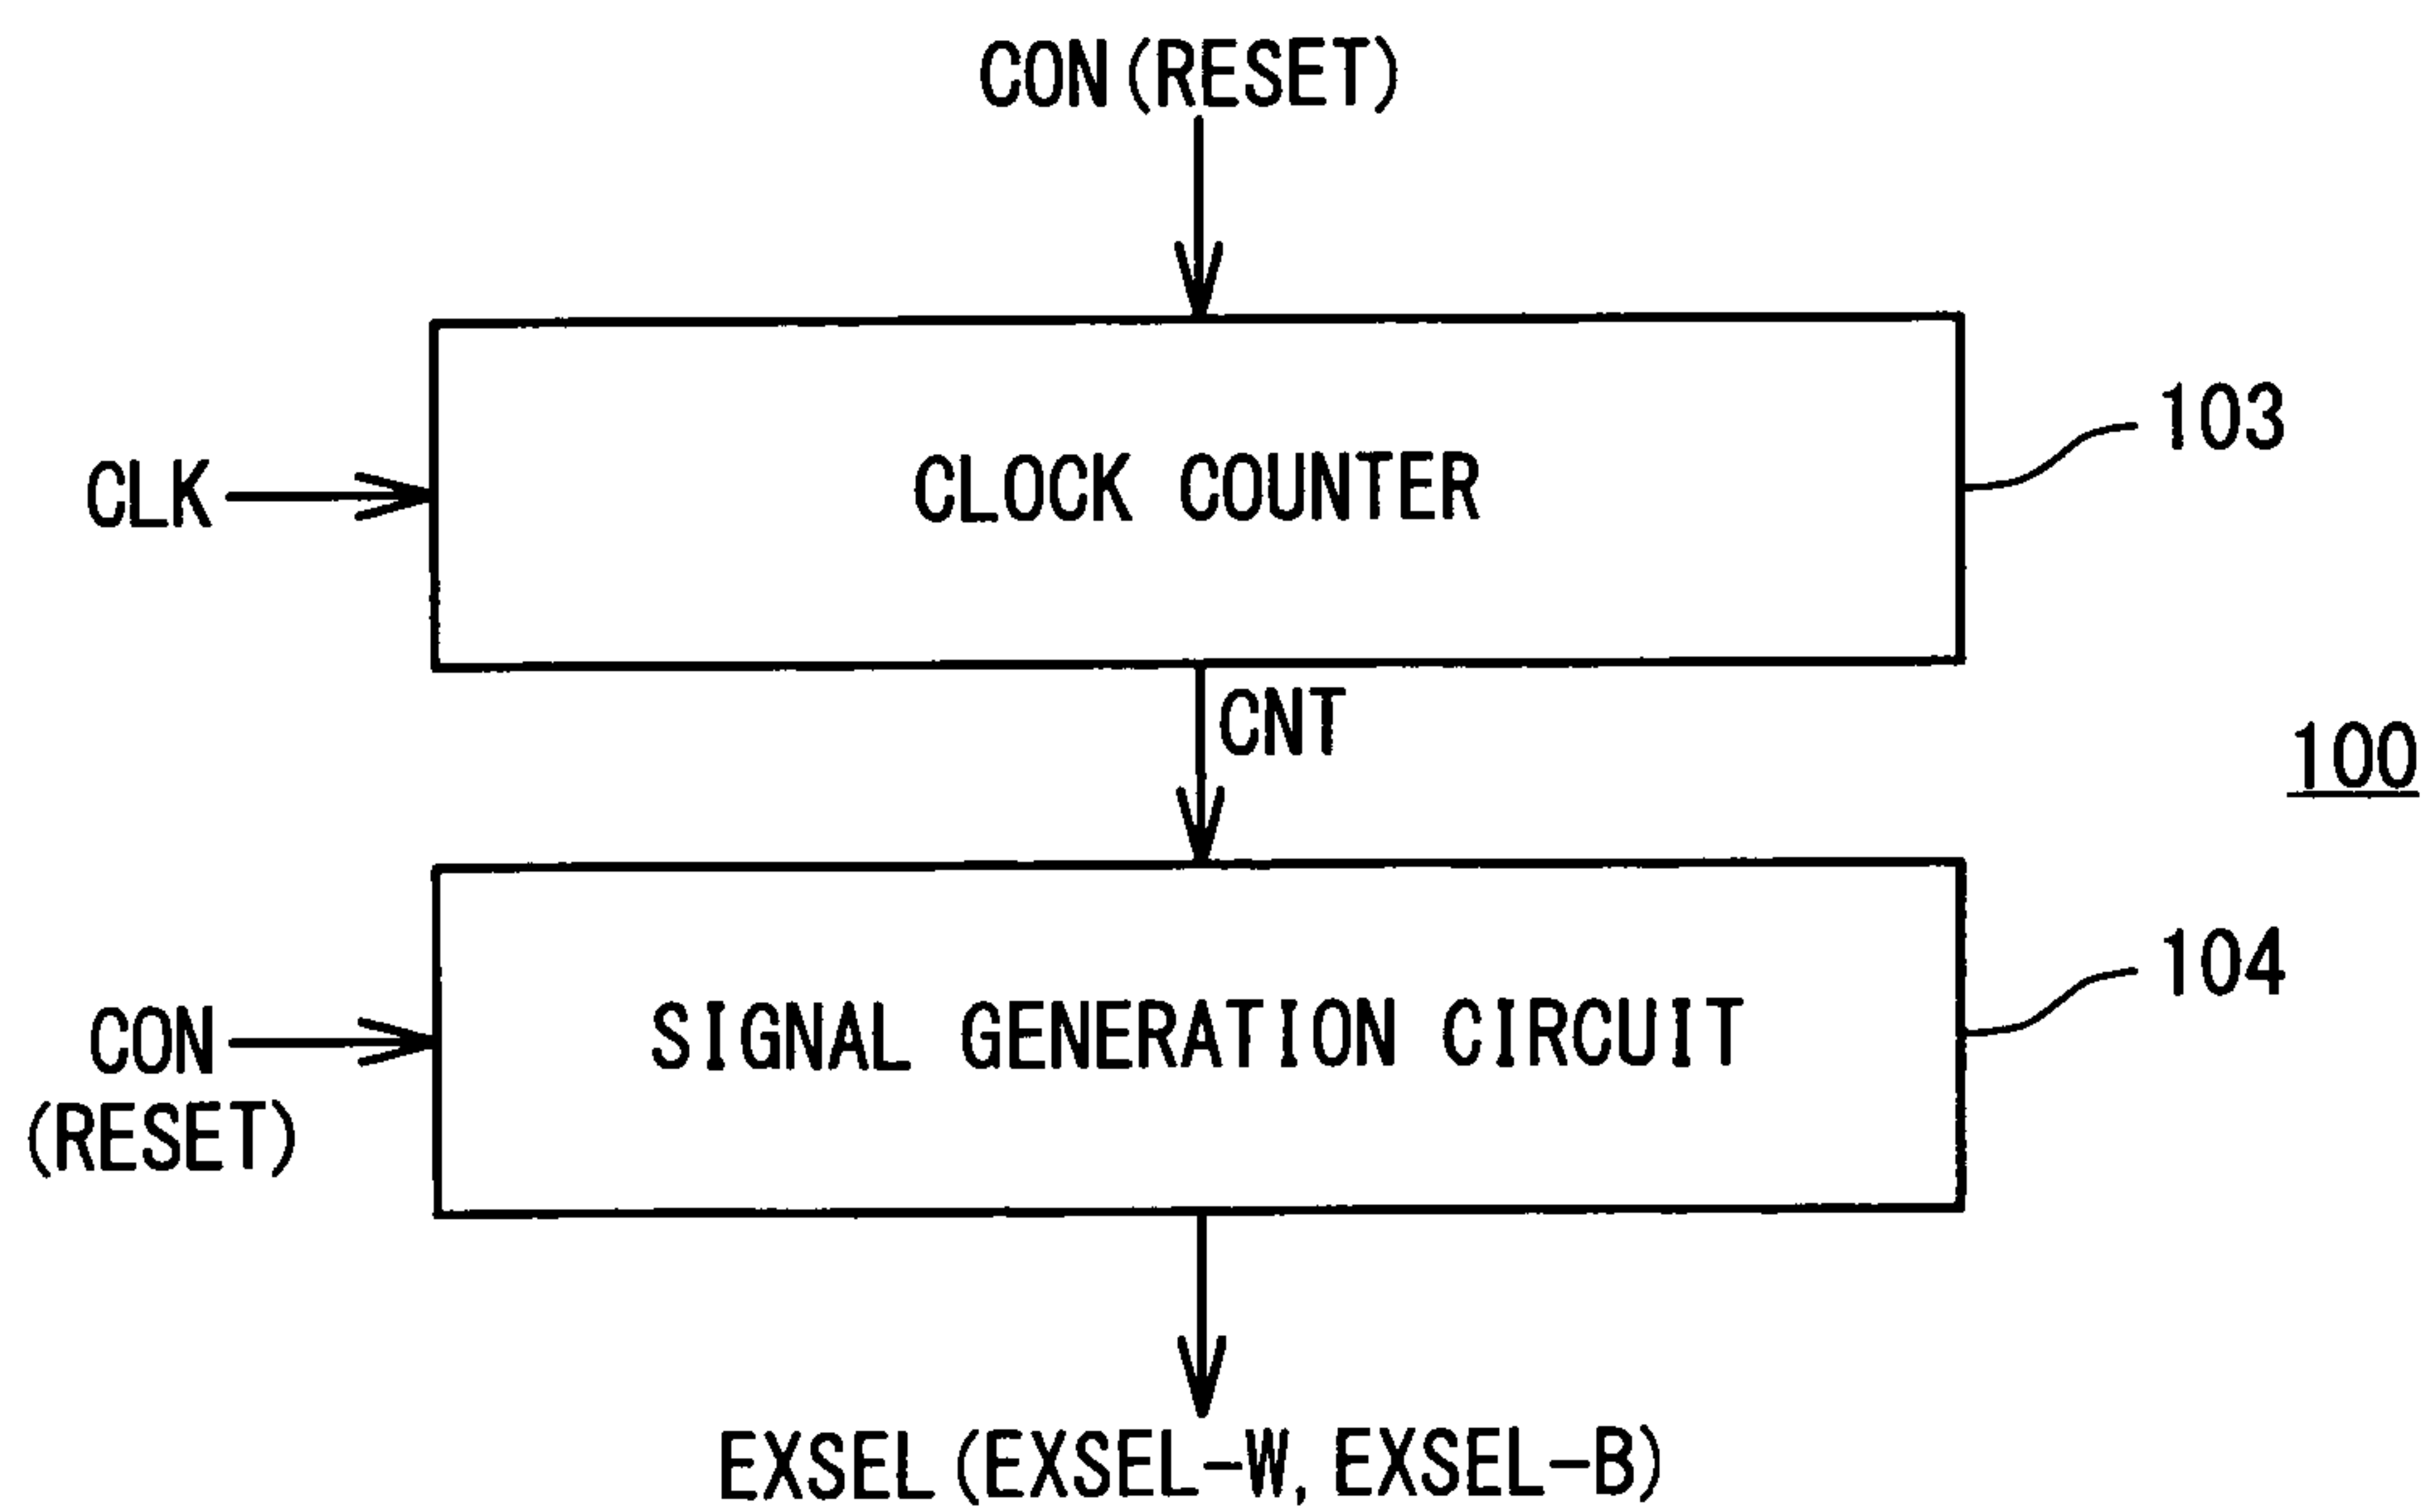 CON(RESET)
103
CLK
CLOCK COUNTER
CNT
100
104
CON
(RESET)
SIGNAL GENERATION CIRCUIT
EXSEL(EXSEL-W, EXSEL-B)